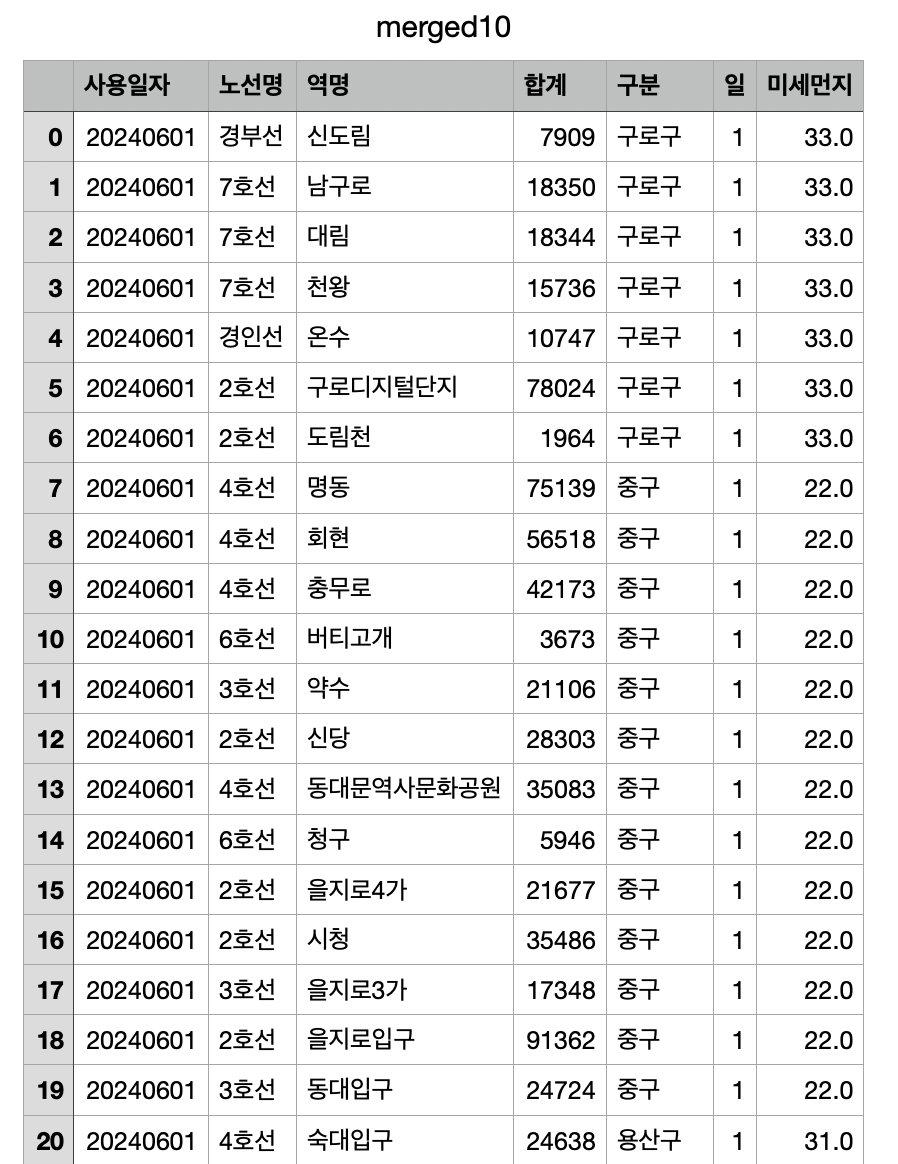 merged10
사용일자 노선명 역명 합계 구분 일 미세먼지
0 20240601 경부선 신도림 7909 구로구 1 33.0
1 20240601 7호선 남구로 18350 구로구 1 33.0
2 20240601 7호선 대림 18344 구로구 1 33.0
3 20240601 7호선 천왕 15736 구로구 1 33.0
4 20240601 경인선 온수 10747 구로구 1 33.0
5 20240601 2호선 구로디지털단지 78024 구로구 1 33.0
6 20240601 2호선 도림천 1964 구로구 1 33.0
7 20240601 4호선 명동 75139 중구 1 22.0
8 20240601 4호선 회현 56518 중구 1 22.0
9 20240601 4호선 충무로 42173 중구 1 22.0
10 20240601 6호선 버티고개 3673 중구 1 22.0
11 20240601 3호선 약수 21106 중구 1 22.0
12 20240601 2호선 신당 28303 중구 1 22.0
13 20240601 4호선 동대문역사문화공원 35083 중구 1 22.0
14 20240601 6호선 청구 5946 중구 1 22.0
15 20240601 2호선 을지로4가 21677 중구 1 22.0
16 20240601 2호선 시청 35486 중구 1 22.0
17 20240601 3호선 을지로3가 17348 중구 1 22.0
18 20240601 2호선 을지로입구 91362 중구 1 22.0
19 20240601 3호선 동대입구 24724 중구 1 22.0
20 20240601 4호선 숙대입구 24638 용산구 1 31.0